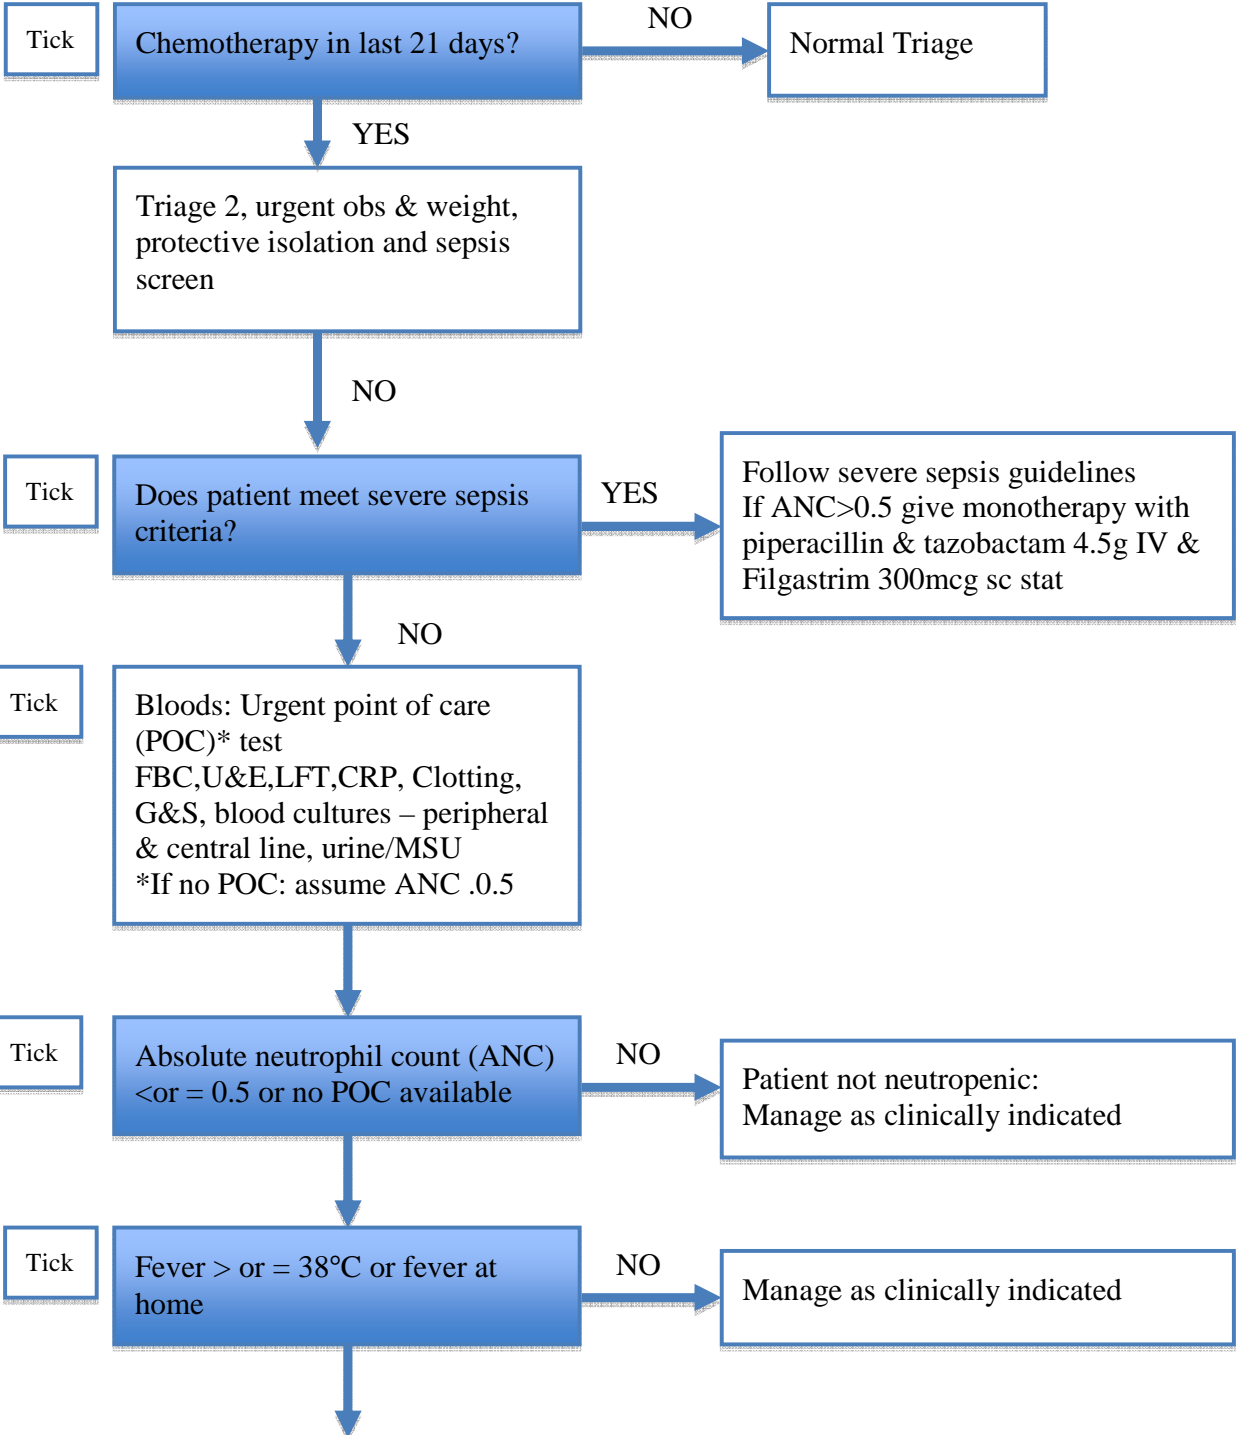 Tick
Chemotherapy in last 21 days?
NO
Normal Triage
YES
Triage 2, urgent obs & weight,
protective isolation and sepsis
screen
NO
Tick
Does patient meet severe sepsis
criteria?
YES
Follow severe sepsis guidelines
If ANC>0.5 give monotherapy with
piperacillin & tazobactam 4.5g IV &
Filgastrim 300mcg sc stat
NO
Tick
Bloods: Urgent point of care
(POC)* test
FBC,U&E,LFT,CRP, Clotting,
G&S, blood cultures – peripheral
& central line, urine/MSU
*If no POC: assume ANC .0.5
Tick
Absolute neutrophil count (ANC)
<or = 0.5 or no POC available
NO
Patient not neutropenic:
Manage as clinically indicated
Tick
Fever > or = 38°C or fever at
home
NO
Manage as clinically indicated